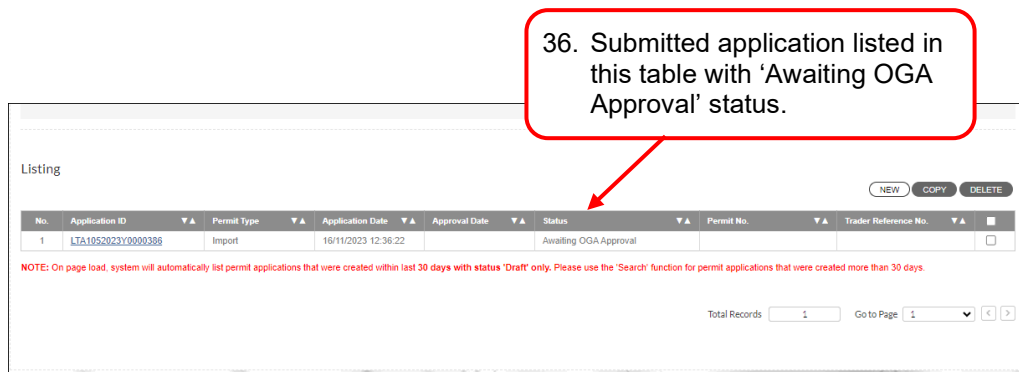 36. Submitted application listed in
this table with ‘Awaiting OGA
Approval’ status.
Listing
NEW COPY DELETE
No. Application ID ▼▲ Permit Type ▼▲ Application Date ▼▲ Approval Date ▼▲ Status ▼▲ Permit No. ▼▲ Trader Reference No. ▼▲
1 LTA1052023Y0000386 Import 16/11/2023 12:36:22 Awaiting OGA Approval
NOTE: On page load, system will automatically list permit applications that were created within last 30 days with status 'Draft' only. Please use the 'Search' function for permit applications that were created more than 30 days.
Total Records 1 Go to Page 1 < >